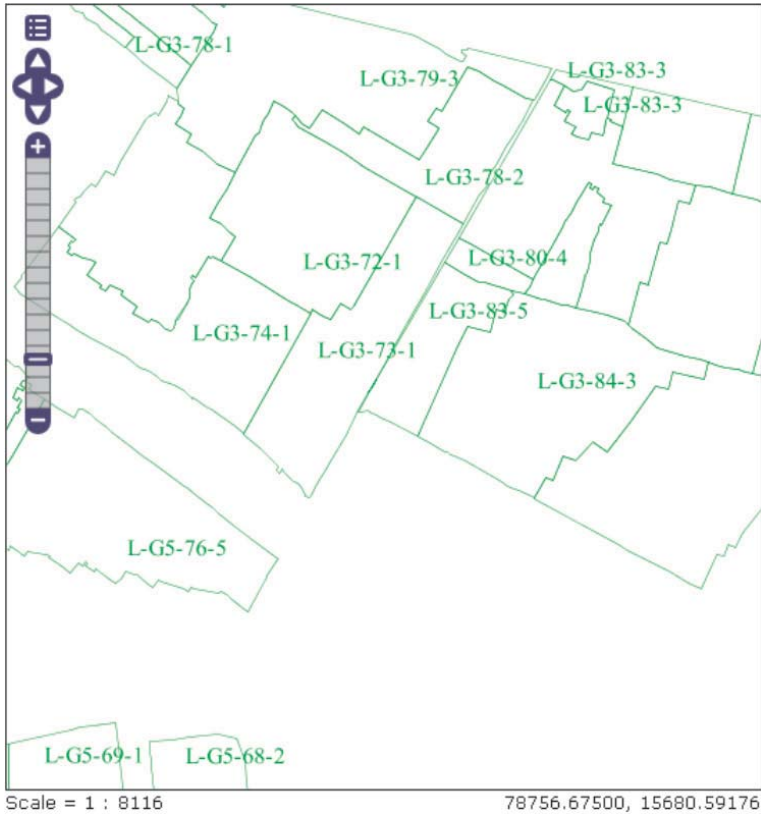 L-G3-78-1
L-G3-79-3
L-G3-83-3
L-G3-83-3
L-G3-78-2
L-G3-72-1
L-G3-80-4
L-G3-83-5
L-G3-74-1
L-G3-73-1
L-G3-84-3
L-G5-76-5
L-G5-69-1
L-G5-68-2
Scale = 1 : 8116
78756.67500, 15680.59176